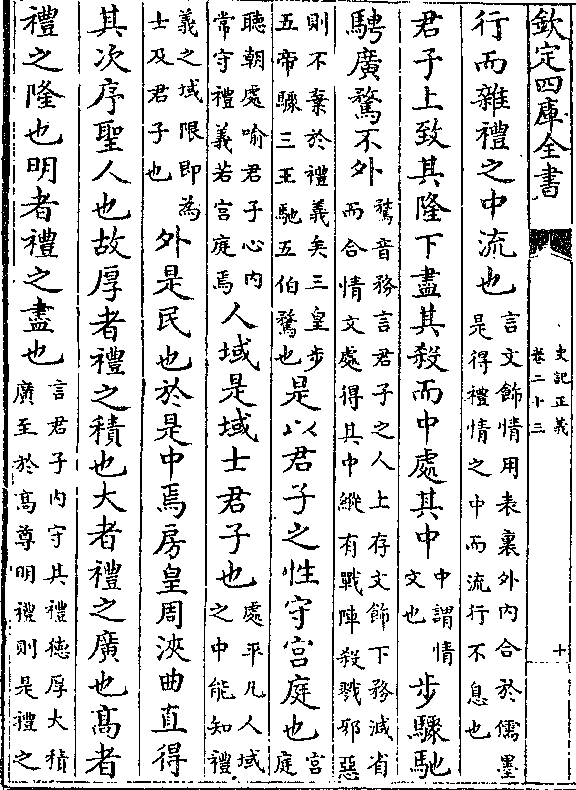 欽定四庫全書
史記正義
卷二十三
十
行而雜禮之中流也
言文飾情用表裏外内合於儒墨
是得禮情之中而流行不息也
君子上致其隆下盡其殺而中處其中
中謂情
文也
步驟馳
騁廣騖不外
騖音務言君子之人上存文飾下務減省
而合情文處得其中縱有戰陣殺戮邪惡
則不棄於禮義矣三皇步
五帝驟三王馳五伯騖也
是以君子之性守宫庭也
宫
庭
聽朝處喻君子心内
常守禮義若宫庭焉
人域是域士君子也
處平凡人域
之中能知禮
義之域限即為
士及君子也
外是民也於是中焉房皇周浹曲直得
其次序聖人也故厚者禮之積也大者禮之廣也髙者
禮之隆也明者禮之盡也
言君子内守其禮德厚大積
廣至於髙尊明禮則是禮之